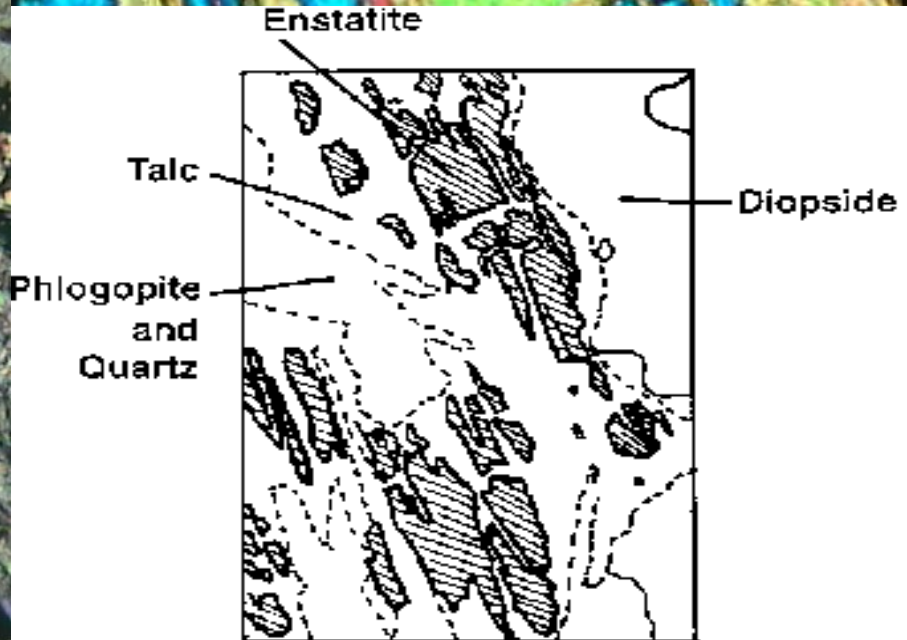 Enstatite
Talc
Diopside
Phlogopite
and
Quartz